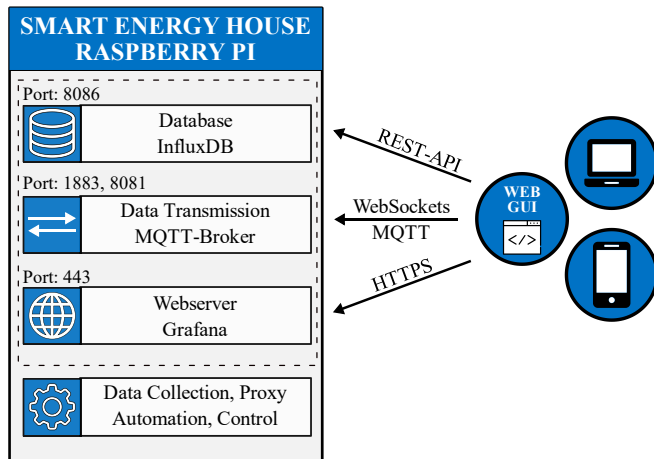 SMART ENERGY HOUSE
RASPBERRY PI
Port: 8086
Database
InfluxDB
Port: 1883, 8081
Data Transmission
MQTT-Broker
Port: 443
Webserver
Grafana
Data Collection, Proxy
Automation, Control
REST-API
WebSockets
MQTT
HTTPS
WEB
GUI
</>